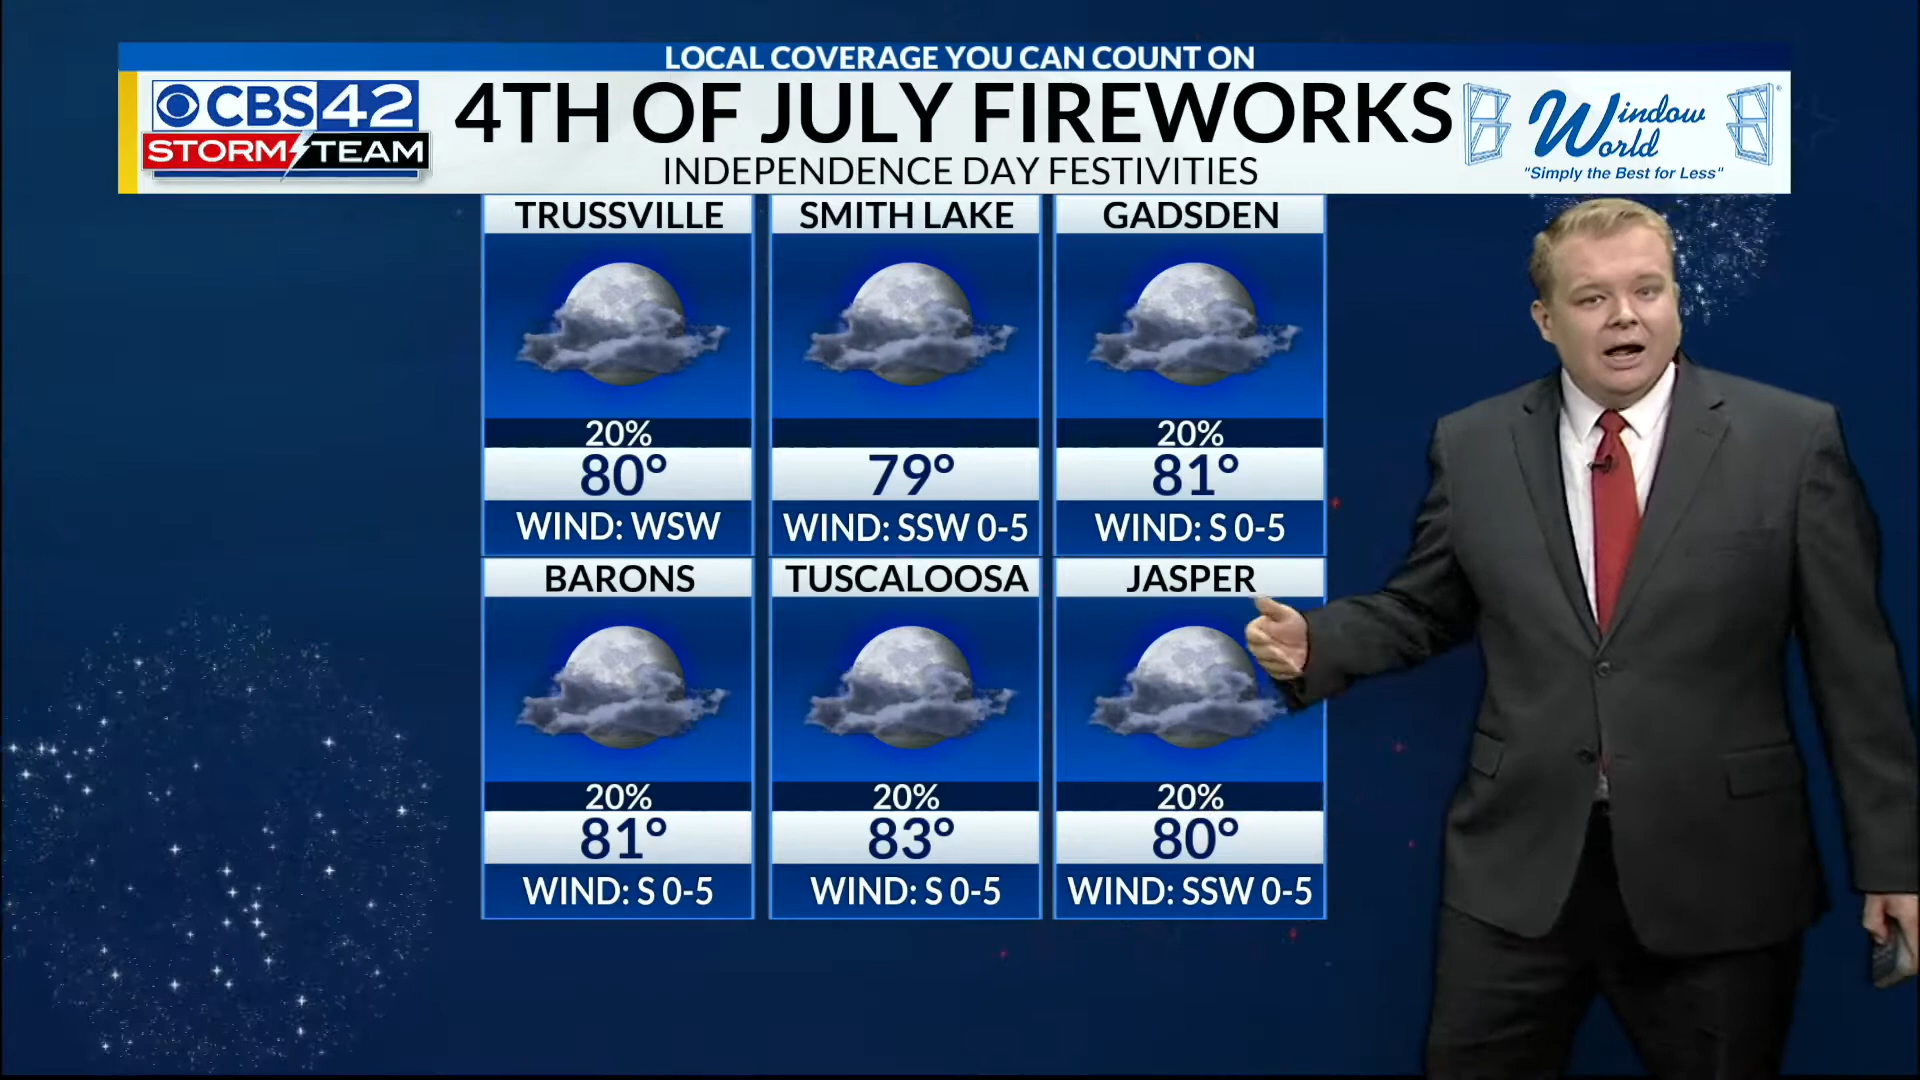 LOCAL COVERAGE YOU CAN COUNT ON
CBS 42
STORM TEAM
4TH OF JULY FIREWORKS
INDEPENDENCE DAY FESTIVITIES
Window World
"Simply the Best for Less"
TRUSSVILLE
20%
80°
WIND: WSW
SMITH LAKE
79°
WIND: SSW 0-5
GADSDEN
20%
81°
WIND: S 0-5
BARONS
20%
81°
WIND: S 0-5
TUSCALOOSA
20%
83°
WIND: S 0-5
JASPER
20%
80°
WIND: SSW 0-5